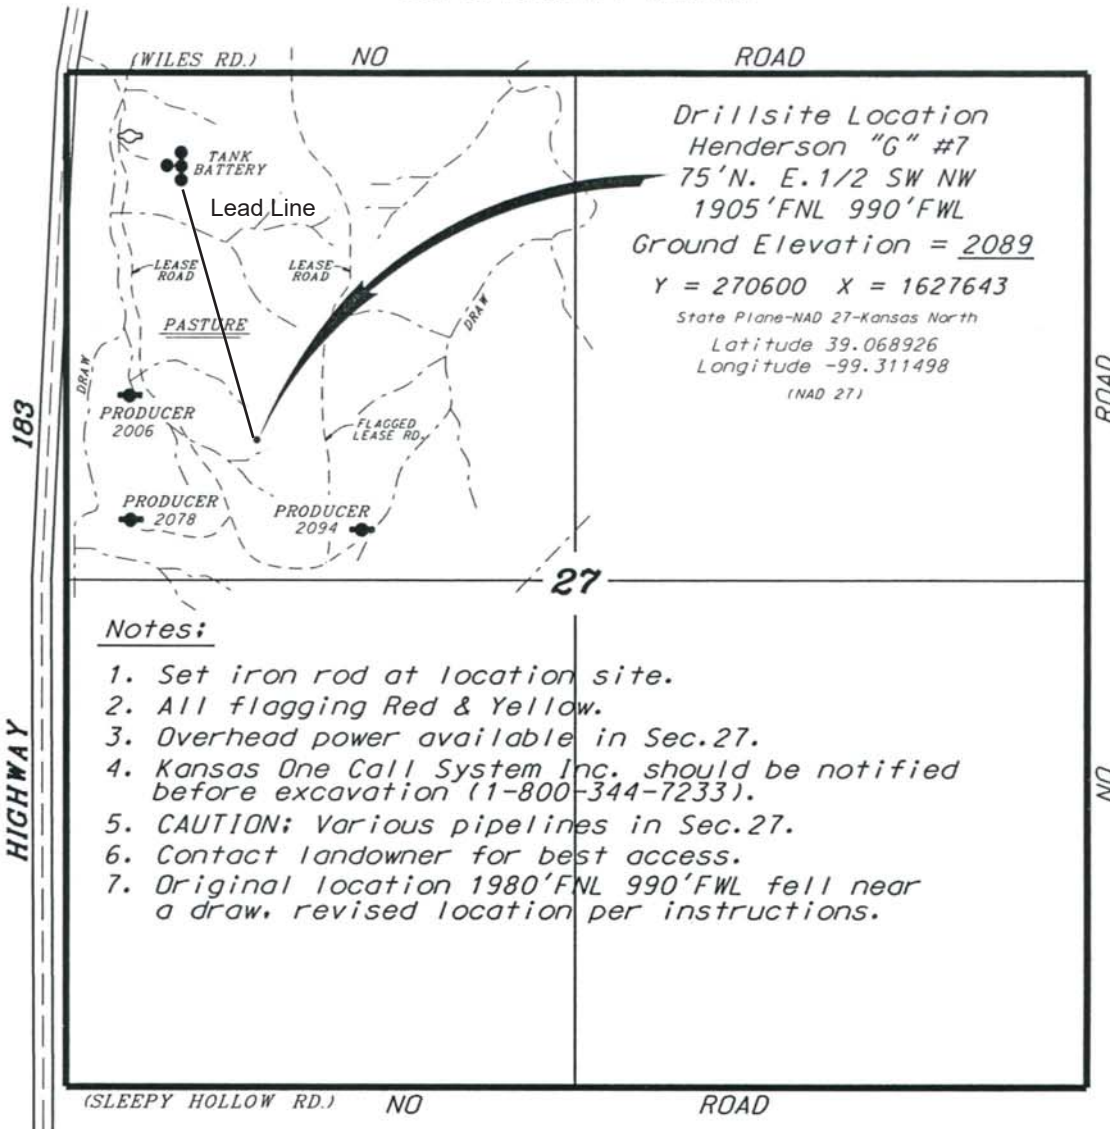 (WILES RD.) NO ROAD
Drillsite Location
Henderson "G" #7
75'N. E.1/2 SW NW
1905'FNL 990'FWL
Ground Elevation = 2089
Y = 270600 X = 1627643
State Plane-NAD 27-Kansas North
Latitude 39.068926
Longitude -99.311498
(NAD 27)
TANK
BATTERY
Lead Line
LEASE
ROAD
LEASE
ROAD
PASTURE
DRAW
DRAW
PRODUCER
2006
FLAGGED
LEASE RD.
PRODUCER
2078
PRODUCER
2094
27
HIGHWAY 183
NO ROAD
Notes:
1. Set iron rod at location site.
2. All flagging Red & Yellow.
3. Overhead power available in Sec.27.
4. Kansas One Call System Inc. should be notified
before excavation (1-800-344-7233).
5. CAUTION: Various pipelines in Sec.27.
6. Contact landowner for best access.
7. Original location 1980'FNL 990'FWL fell near
a draw, revised location per instructions.
(SLEEPY HOLLOW RD.) NO ROAD